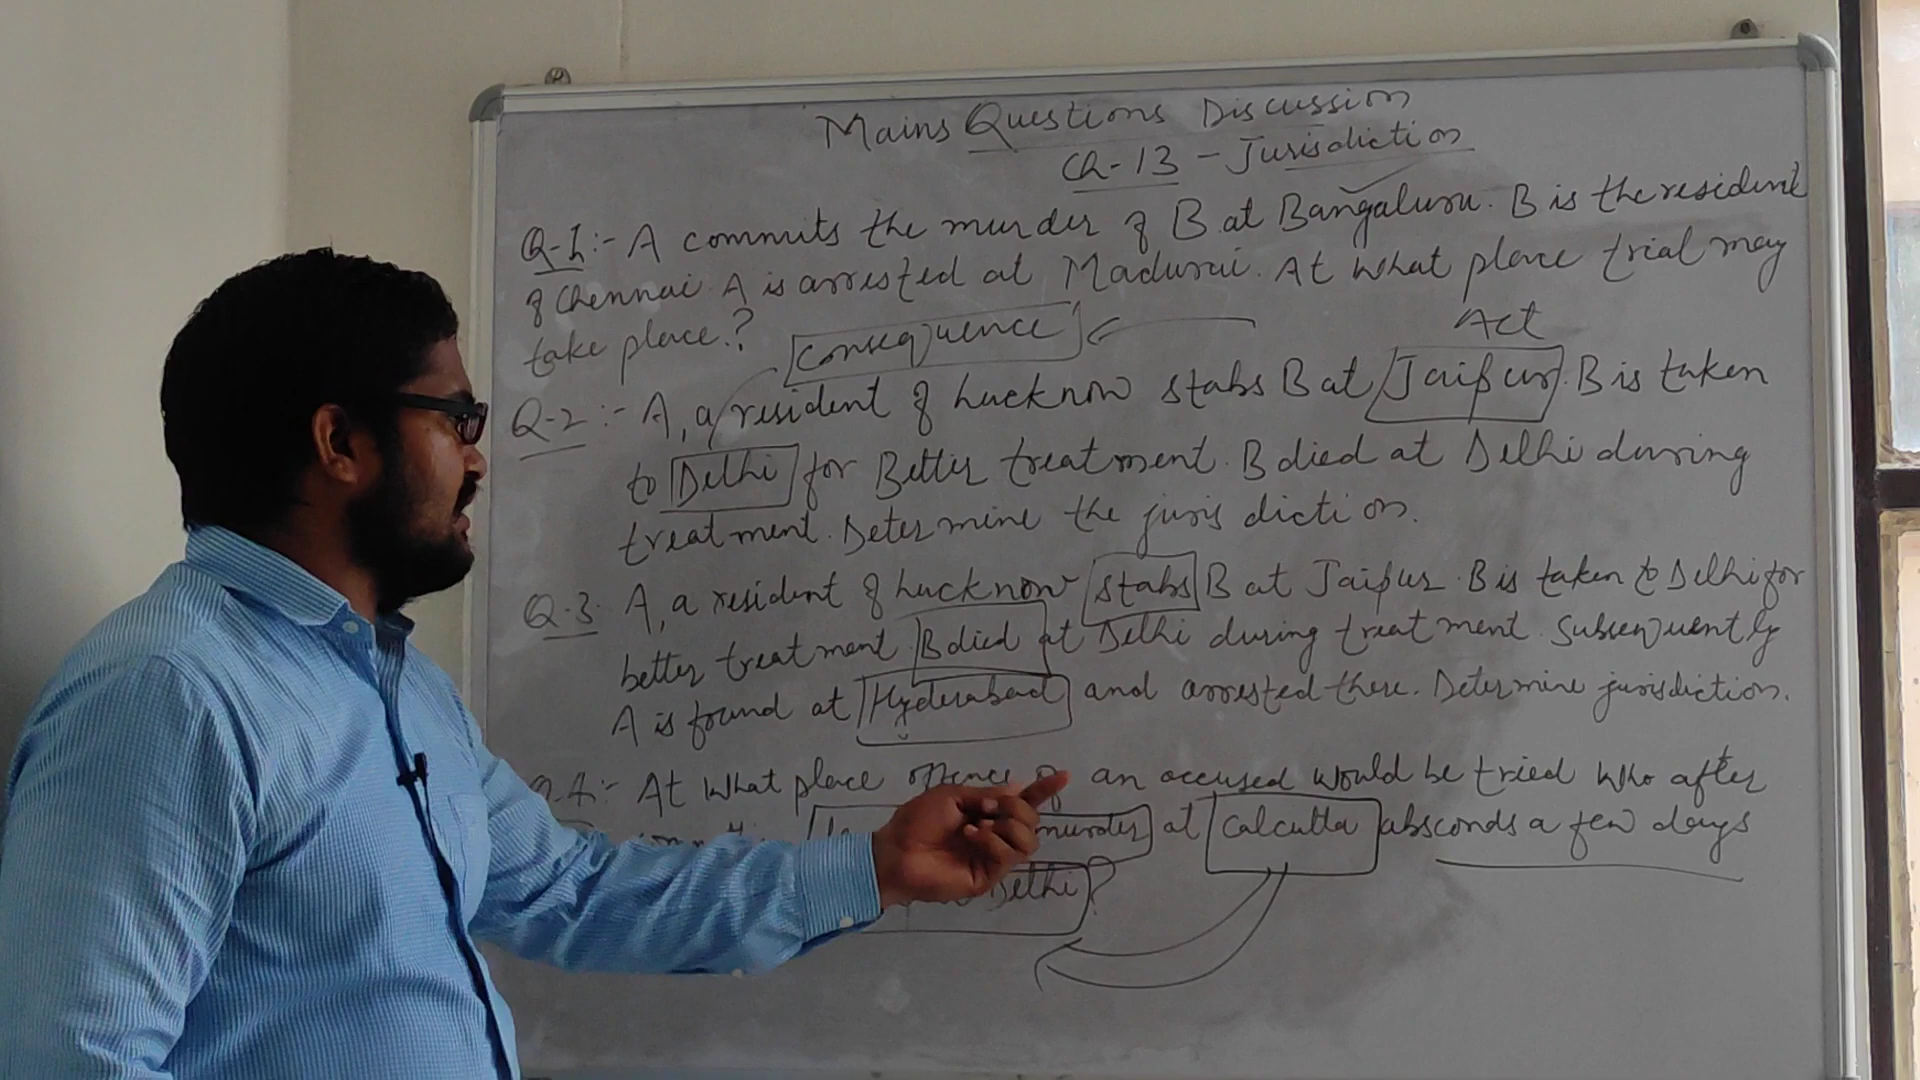 Mains Questions Discussion
Ch-13 - Jurisdiction
Q-1:- A commits the murder of B at Bangaluru. B is the resident
of Chennai A is arrested at Madurai. At what place trial may
take place.?
Consequence
Act
Q-2:- A, a resident of Lucknow stabs B at Jaipur. B is taken
to Delhi for Better treatment. B died at Delhi during
treatment. Determine the jurisdiction.
Q.3. A, a resident of Lucknow stabs B at Jaipur. B is taken to Delhi for
better treatment. B died at Delhi during treatment. Subsequently
A is found at Hyderabad and arrested there. Determine jurisdiction.
At what place offence of an accused would be tried who after
murder at Calcutta absconds a few days
Delhi?